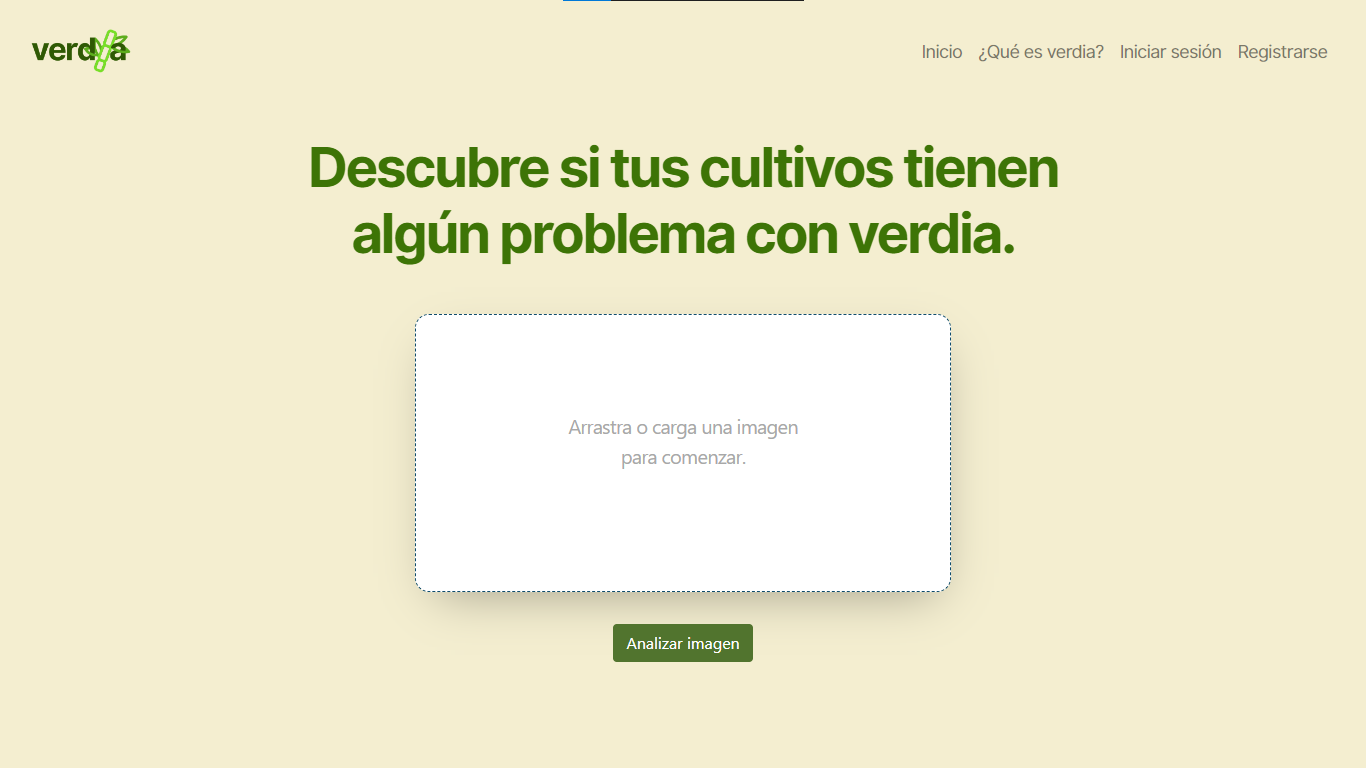 verdia
Inicio ¿Qué es verdia? Iniciar sesión Registrarse
Descubre si tus cultivos tienen
algún problema con verdia.
Arrastra o carga una imagen
para comenzar.
Analizar imagen